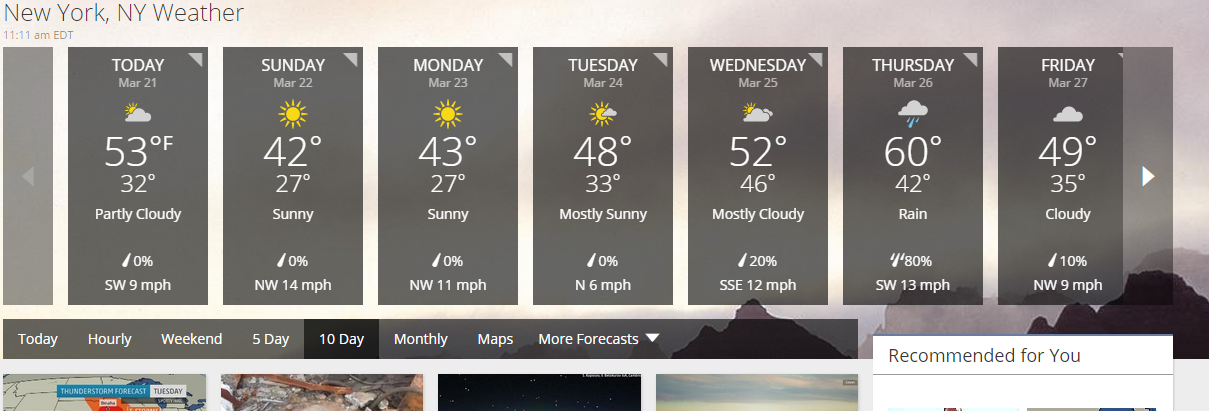 New York, NY Weather
11:11 am EDT
TODAY
Mar 21
53°F
32°
Partly Cloudy
0%
SW 9 mph
SUNDAY
Mar 22
42°
27°
Sunny
0%
NW 14 mph
MONDAY
Mar 23
43°
27°
Sunny
0%
NW 11 mph
TUESDAY
Mar 24
48°
33°
Mostly Sunny
0%
N 6 mph
WEDNESDAY
Mar 25
52°
46°
Mostly Cloudy
20%
SSE 12 mph
THURSDAY
Mar 26
60°
42°
Rain
80%
SW 13 mph
FRIDAY
Mar 27
49°
35°
Cloudy
10%
NW 9 mph
Today Hourly Weekend 5 Day 10 Day Monthly Maps More Forecasts
Recommended for You
THUNDERSTORM FORECAST TUESDAY
Omaha